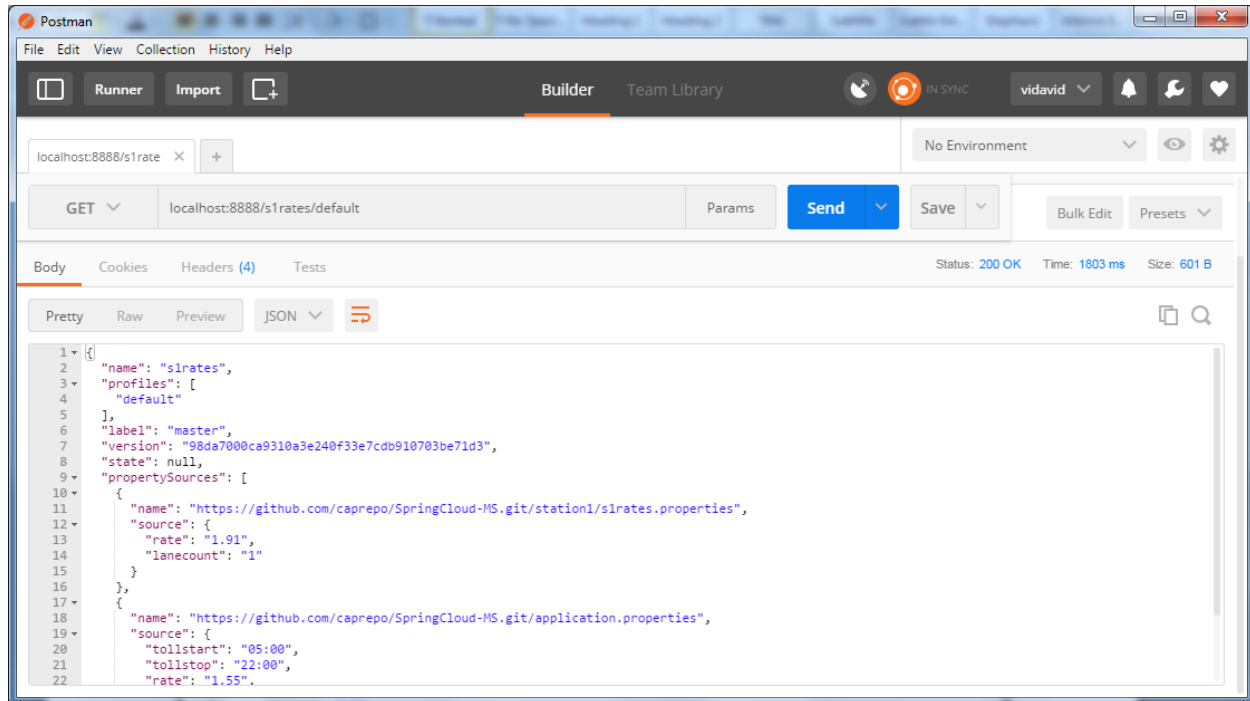 Postman
File Edit View Collection History Help
Runner Import Builder Team Library IN SYNC vidavid
localhost:8888/s1rate × + No Environment
GET localhost:8888/s1rates/default Params Send Save Bulk Edit Presets
Body Cookies Headers (4) Tests Status: 200 OK Time: 1803 ms Size: 601 B
Pretty Raw Preview JSON
1 {
2 "name": "s1rates",
3 "profiles": [
4 "default"
5 ],
6 "label": "master",
7 "version": "98da7000ca9310a3e240f33e7cdb910703be71d3",
8 "state": null,
9 "propertySources": [
10 {
11 "name": "https://github.com/caprepo/SpringCloud-MS.git/station1/s1rates.properties",
12 "source": {
13 "rate": "1.91",
14 "lanecount": "1"
15 }
16 },
17 {
18 "name": "https://github.com/caprepo/SpringCloud-MS.git/application.properties",
19 "source": {
20 "tollstart": "05:00",
21 "tollstop": "22:00",
22 "rate": "1.55",